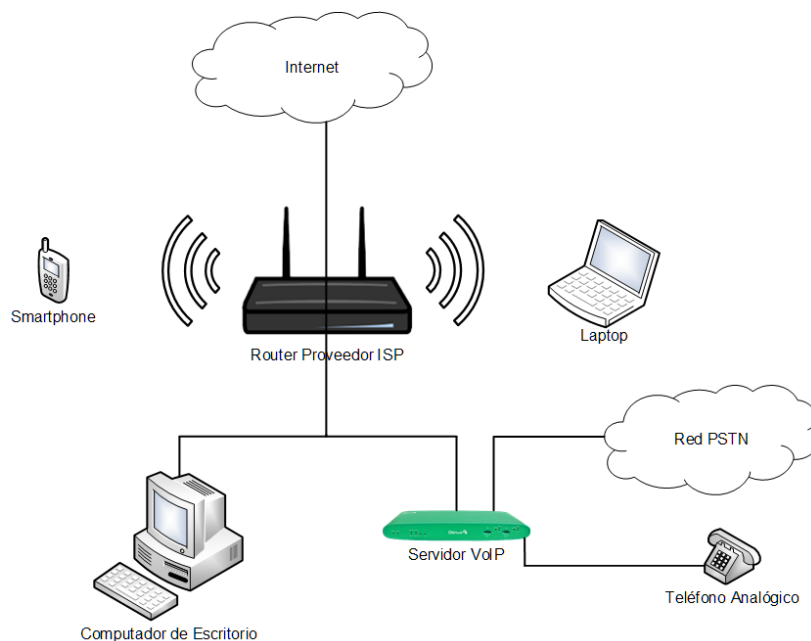 Internet
Smartphone
Router Proveedor ISP
Laptop
Red PSTN
Servidor VoIP
Teléfono Analógico
Computador de Escritorio